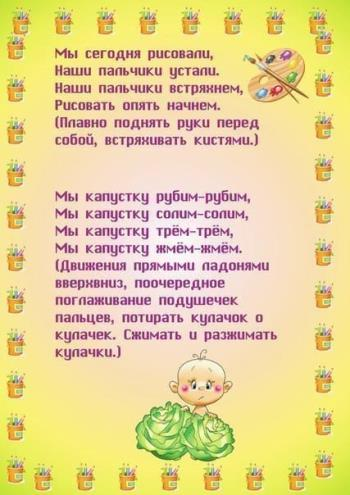 Мы сегодня рисовали,
Наши пальчики устали.
Наши пальчики встряхнем,
Рисовать опять начнем.
(Плавно поднять руки перед
собой, встряхивать кистями.)
Мы капустку рубим-рубим,
Мы капустку солим-солим,
Мы капустку трём-трём,
Мы капустку жмём-жмём.
(Движения прямыми ладонями
вверхвниз, поочередное
поглаживание подушечек
пальцев, потирать кулачок о
кулачек. Сжимать и разжимать
кулачки.)